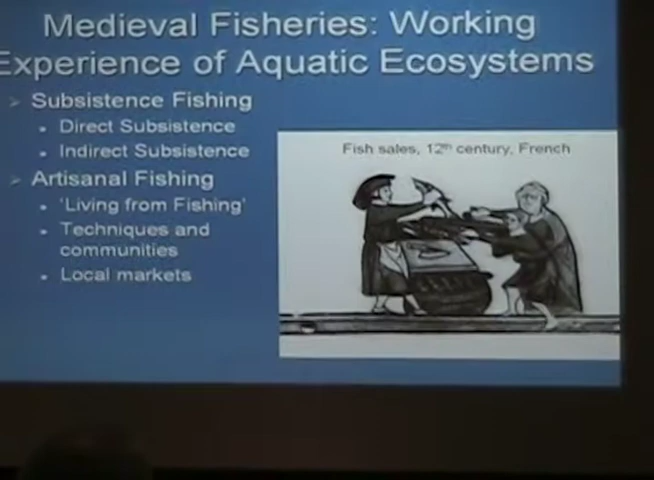 Medieval Fisheries: Working
Experience of Aquatic Ecosystems
Subsistence Fishing
Direct Subsistence
Indirect Subsistence
Artisanal Fishing
'Living from Fishing'
Techniques and
communities
Local markets
Fish sales, 12th century, French